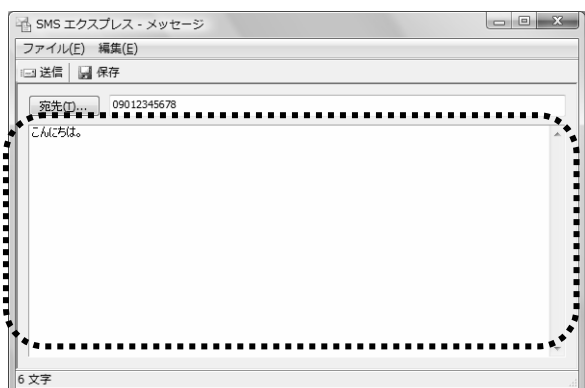 SMS エクスプレス - メッセージ
ファイル(F) 編集(E)
送信 保存
宛先(T)... 09012345678
こんにちは。
6 文字